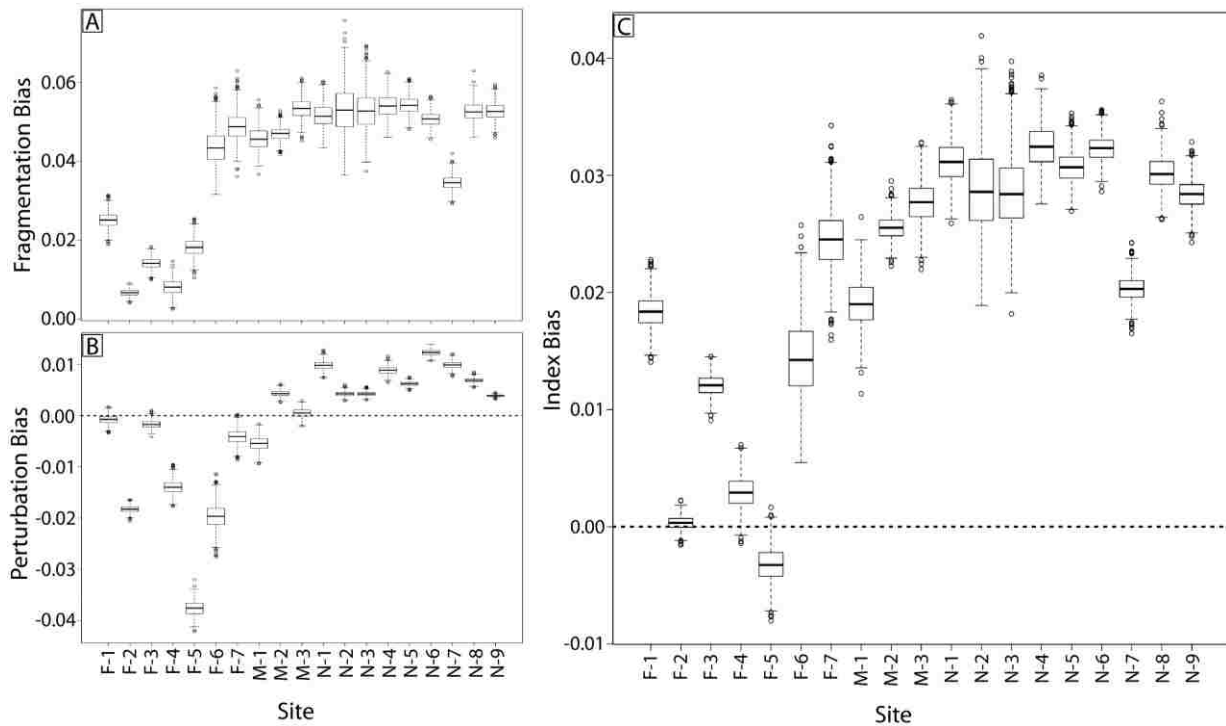 A
Fragmentation Bias
0.06
0.04
0.02
0.00
B
Perturbation Bias
0.01
0.00
-0.01
-0.02
-0.03
-0.04
F-1 F-2 F-3 F-4 F-5 F-6 F-7 M-1 M-2 M-3 N-1 N-2 N-3 N-4 N-5 N-6 N-7 N-8 N-9
Site
C
Index Bias
0.04
0.03
0.02
0.01
0.00
-0.01
F-1 F-2 F-3 F-4 F-5 F-6 F-7 M-1 M-2 M-3 N-1 N-2 N-3 N-4 N-5 N-6 N-7 N-8 N-9
Site